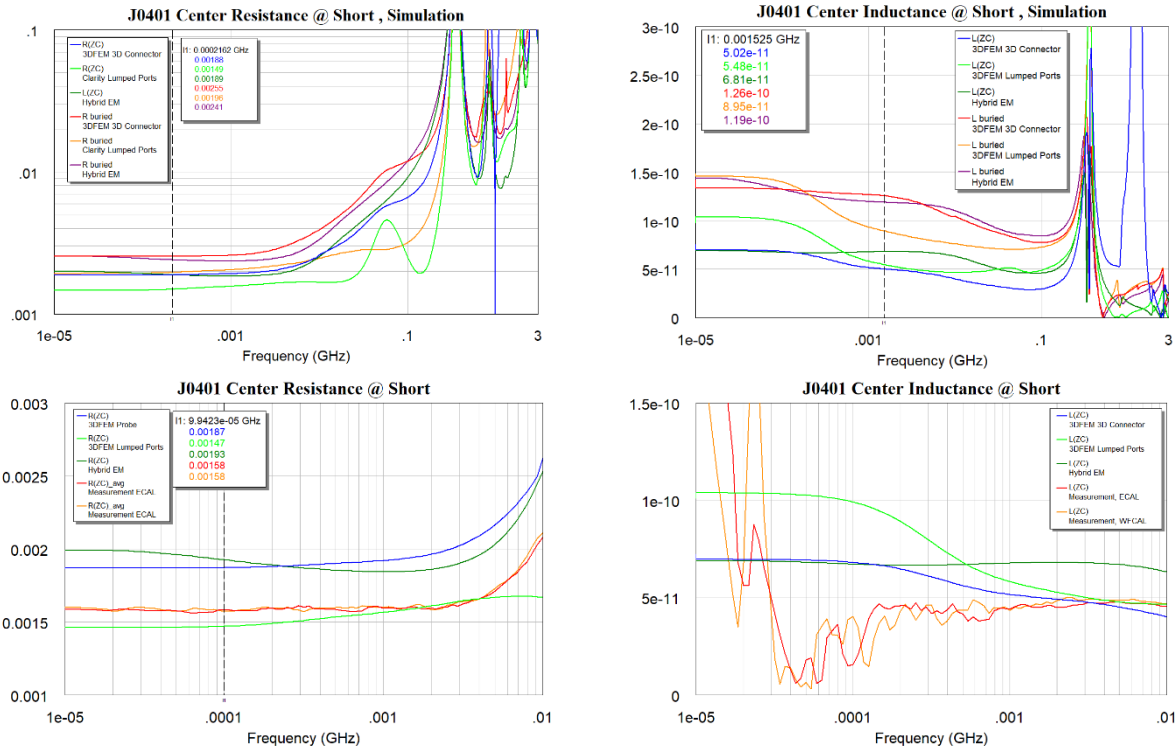 J0401 Center Resistance @ Short , Simulation
.1
.01
.001
R(ZC)
3DFEM 3D Connector
R(ZC)
Clarity Lumped Ports
L(ZC)
Hybrid EM
R buried
3DFEM 3D Connector
R buried
Clarity Lumped Ports
R buried
Hybrid EM
I1: 0.0002162 GHz
0.00188
0.00149
0.00189
0.00255
0.00196
0.00241
1e-05
.001
.1
3
Frequency (GHz)
J0401 Center Inductance @ Short , Simulation
3e-10
2.5e-10
2e-10
1.5e-10
1e-10
5e-11
0
I1: 0.001525 GHz
5.02e-11
5.48e-11
6.81e-11
1.26e-10
8.95e-11
1.19e-10
L(ZC)
3DFEM 3D Connector
L(ZC)
3DFEM Lumped Ports
L(ZC)
Hybrid EM
L buried
3DFEM 3D Connector
L buried
3DFEM Lumped Ports
L buried
Hybrid EM
1e-05
.001
.1
3
Frequency (GHz)
J0401 Center Resistance @ Short
0.003
0.0025
0.002
0.0015
0.001
R(ZC)
3DFEM Probe
R(ZC)
3DFEM Lumped Ports
R(ZC)
Hybrid EM
R(ZC)_avg
Measurement ECAL
R(ZC)_avg
Measurement ECAL
I1: 9.9423e-05 GHz
0.00187
0.00147
0.00193
0.00158
0.00158
1e-05
.0001
.001
.01
Frequency (GHz)
J0401 Center Inductance @ Short
1.5e-10
1e-10
5e-11
0
L(ZC)
3DFEM 3D Connector
L(ZC)
3DFEM Lumped Ports
L(ZC)
Hybrid EM
L(ZC)
Measurement, ECAL
L(ZC)
Measurement, WFCAL
1e-05
.0001
.001
.01
Frequency (GHz)